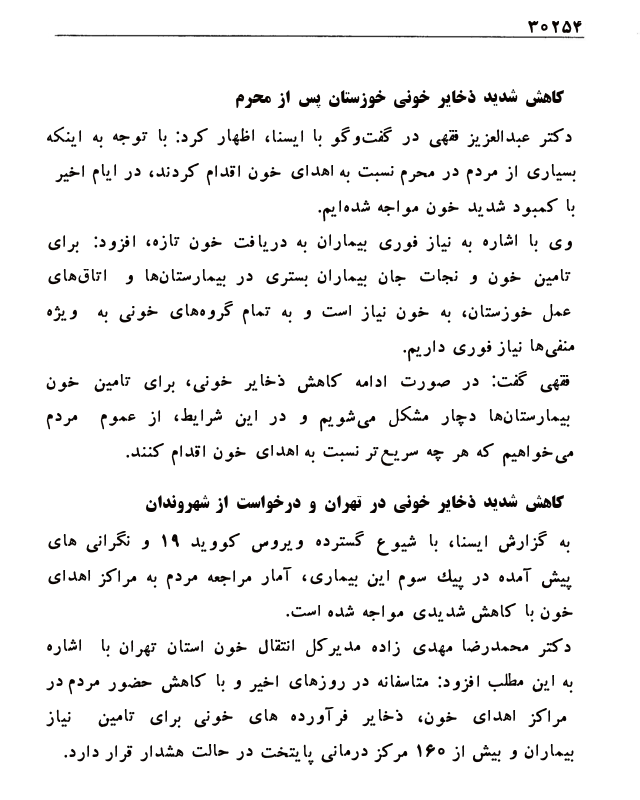 ۳۰۲۵۴
کاهش شدید ذخایر خونی خوزستان پس از محرم
دکتر عبدالعزیز فقهی در گفت‌وگو با ایسنا، اظهار کرد: با توجه به اینکه
بسیاری از مردم در محرم نسبت به اهدای خون اقدام کردند، در ایام اخیر
با کمبود شدید خون مواجه شده‌ایم.
وی با اشاره به نیاز فوری بیماران به دریافت خون تازه، افزود: برای
تامین خون و نجات جان بیماران بستری در بیمارستان‌ها و اتاق‌های
عمل خوزستان، به خون نیاز است و به تمام گروه‌های خونی به ویژه
منفی‌ها نیاز فوری داریم.
فقهی گفت: در صورت ادامه کاهش ذخایر خونی، برای تامین خون
بیمارستان‌ها دچار مشکل می‌شویم و در این شرایط، از عموم مردم
می‌خواهیم که هر چه سریع‌تر نسبت به اهدای خون اقدام کنند.
کاهش شدید ذخایر خونی در تهران و درخواست از شهروندان
به گزارش ایسنا، با شیوع گسترده ویروس کووید ۱۹ و نگرانی های
پیش آمده در پیك سوم این بیماری، آمار مراجعه مردم به مراکز اهدای
خون با کاهش شدیدی مواجه شده است.
دکتر محمدرضا مهدی زاده مدیرکل انتقال خون استان تهران با اشاره
به این مطلب افزود: متاسفانه در روزهای اخیر و با کاهش حضور مردم در
مراکز اهدای خون، ذخایر فرآورده های خونی برای تامین نیاز
بیماران و بیش از ۱۶۰ مرکز درمانی پایتخت در حالت هشدار قرار دارد.